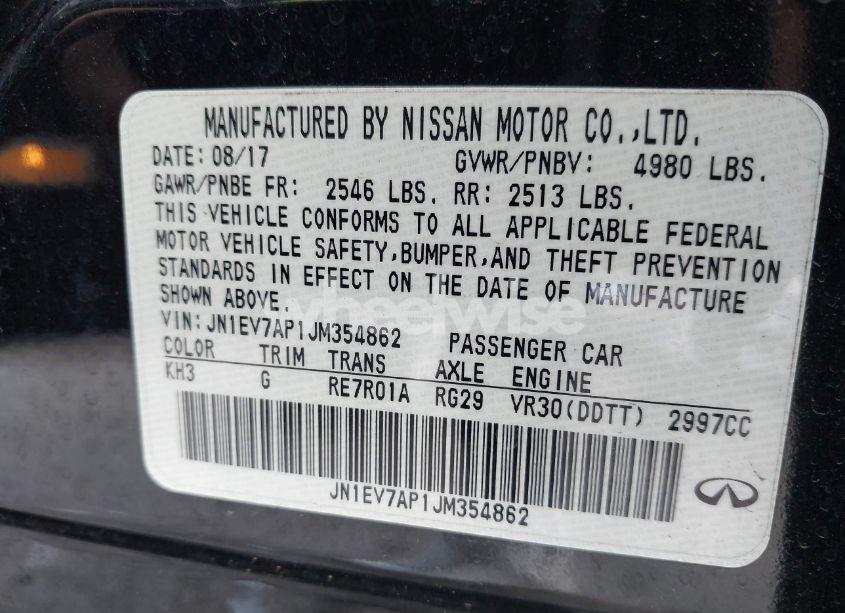 MANUFACTURED BY NISSAN MOTOR CO.,LTD.
DATE: 08/17 GVWR/PNBV: 4980 LBS.
GAWR/PNBE FR: 2546 LBS. RR: 2513 LBS.
THIS VEHICLE CONFORMS TO ALL APPLICABLE FEDERAL
MOTOR VEHICLE SAFETY,BUMPER,AND THEFT PREVENTION
STANDARDS IN EFFECT ON THE DATE OF MANUFACTURE
SHOWN ABOVE.
wheelwise
VIN: JN1EV7AP1JM354862 PASSENGER CAR
COLOR TRIM TRANS AXLE ENGINE
KH3 G RE7R01A RG29 VR30(DDTT) 2997CC
JN1EV7AP1JM354862